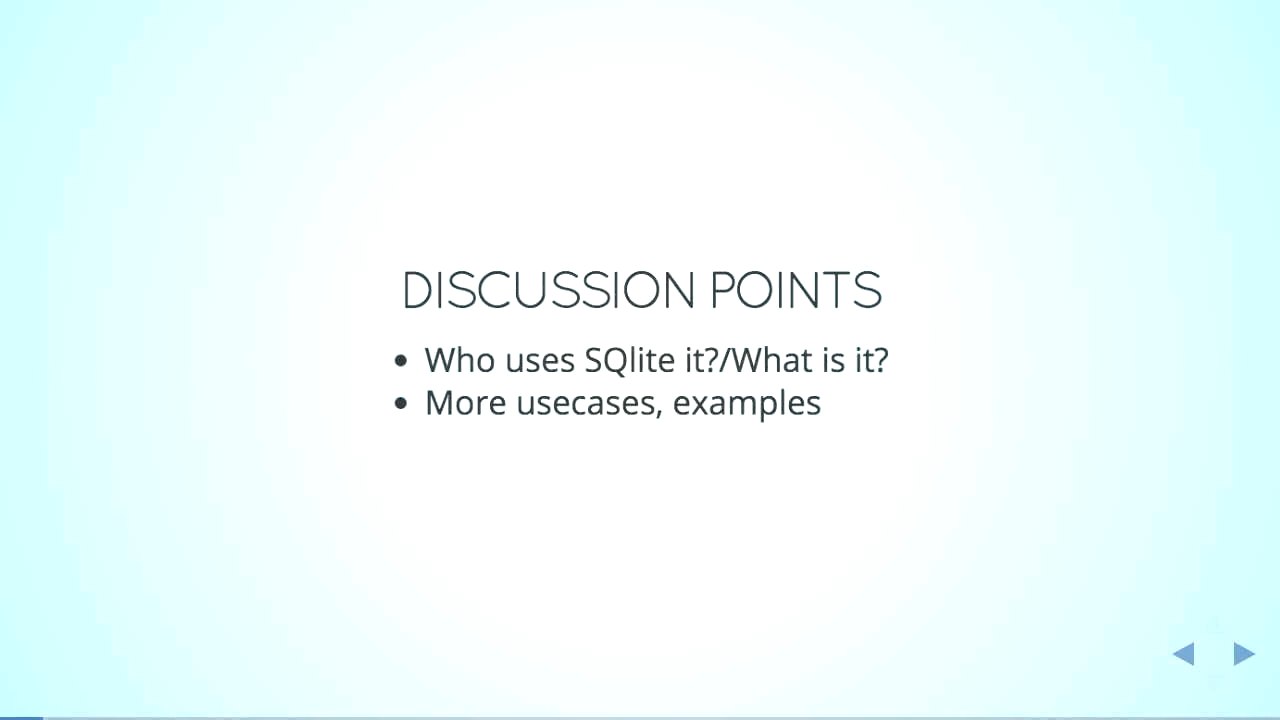 DISCUSSION POINTS
• Who uses SQlite it?/What is it?
• More usecases, examples